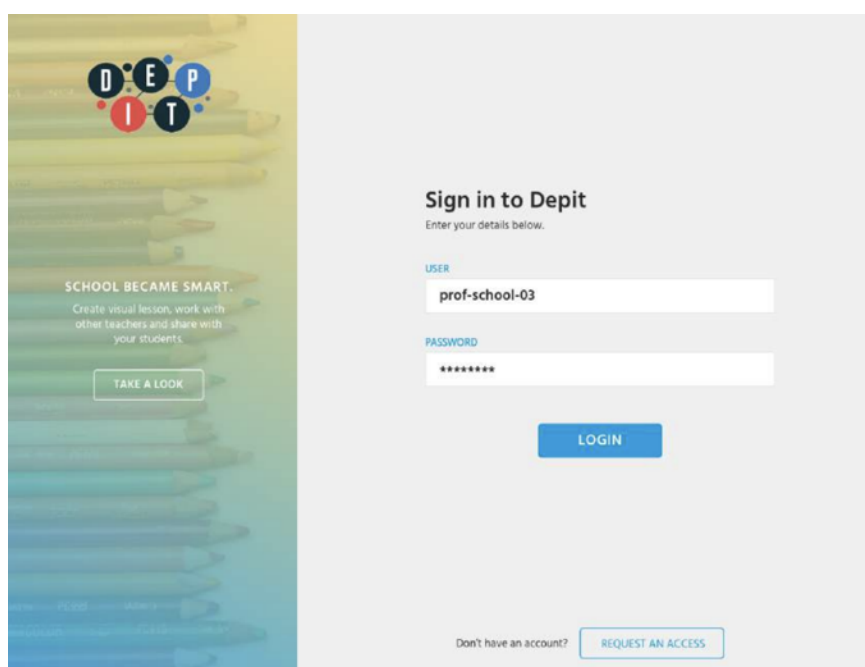 DEP
IT
SCHOOL BECAME SMART.
Create visual lesson, work with
other teachers and share with
your students.
TAKE A LOOK
Sign in to Depit
Enter your details below.
USER
prof-school-03
PASSWORD
********
LOGIN
Don't have an account?
REQUEST AN ACCESS